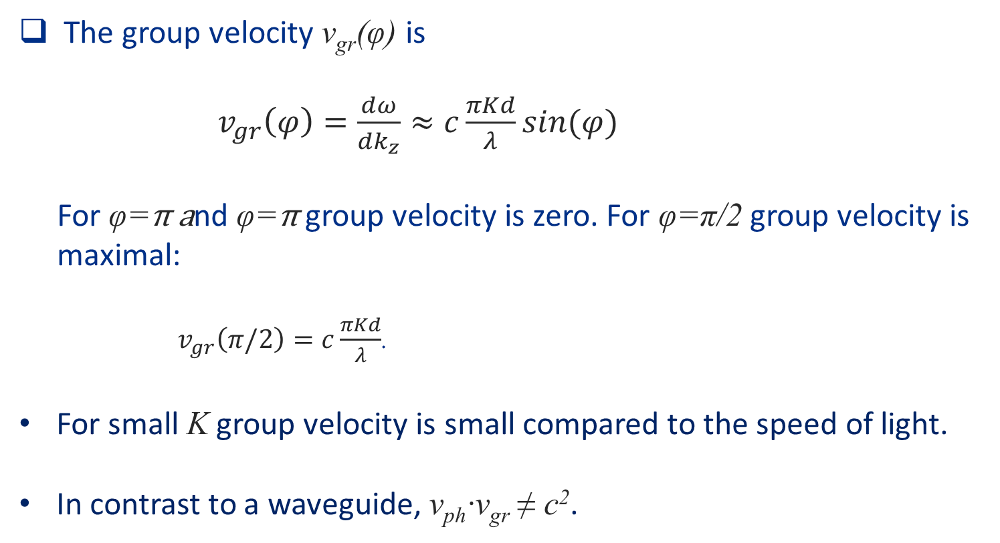 ❑ The group velocity v_gr(φ) is
v_gr(φ) = dω/dk_z ≈ c πKd/λ sin(φ)
For φ=π and φ=π group velocity is zero. For φ=π/2 group velocity is
maximal:
v_gr(π/2) = c πKd/λ.
• For small K group velocity is small compared to the speed of light.
• In contrast to a waveguide, v_ph·v_gr ≠ c².